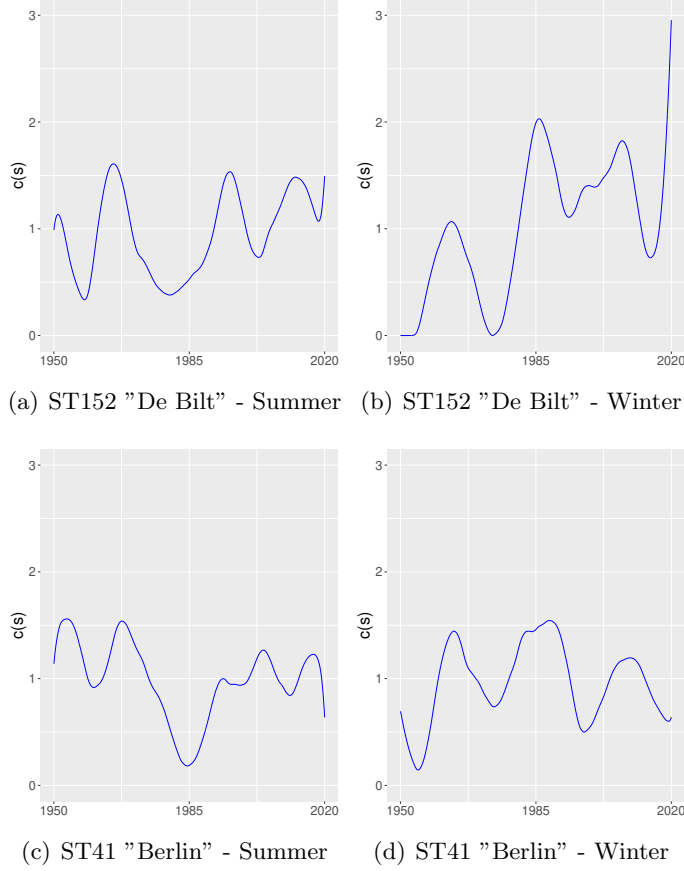 3
2
1
0
c(s)
1950 1985 2020
3
2
1
0
c(s)
1950 1985 2020
(a) ST152 ”De Bilt” - Summer (b) ST152 ”De Bilt” - Winter
3
2
1
0
c(s)
1950 1985 2020
3
2
1
0
c(s)
1950 1985 2020
(c) ST41 ”Berlin” - Summer (d) ST41 ”Berlin” - Winter